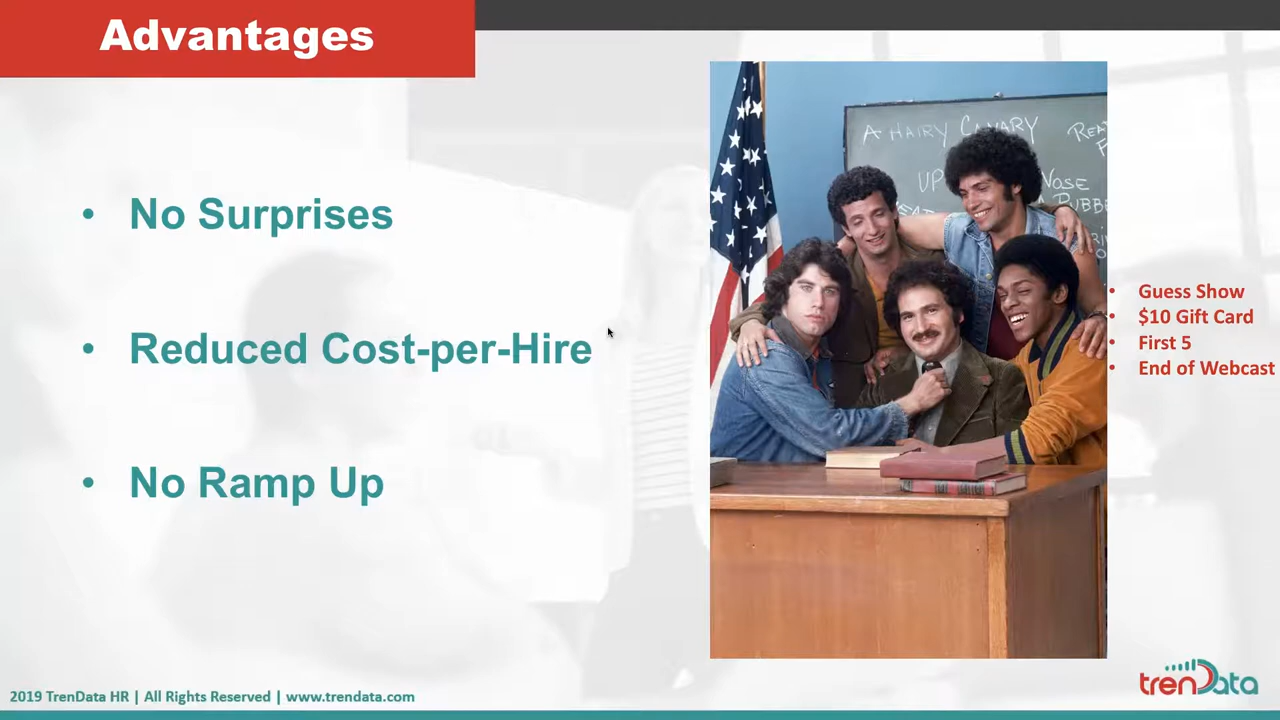 Advantages
• No Surprises
• Reduced Cost-per-Hire
• No Ramp Up
A HAIRY CANARY
UP
NOSE
• Guess Show
• $10 Gift Card
• First 5
• End of Webcast
2019 TrenData HR | All Rights Reserved | www.trendata.com
trenData